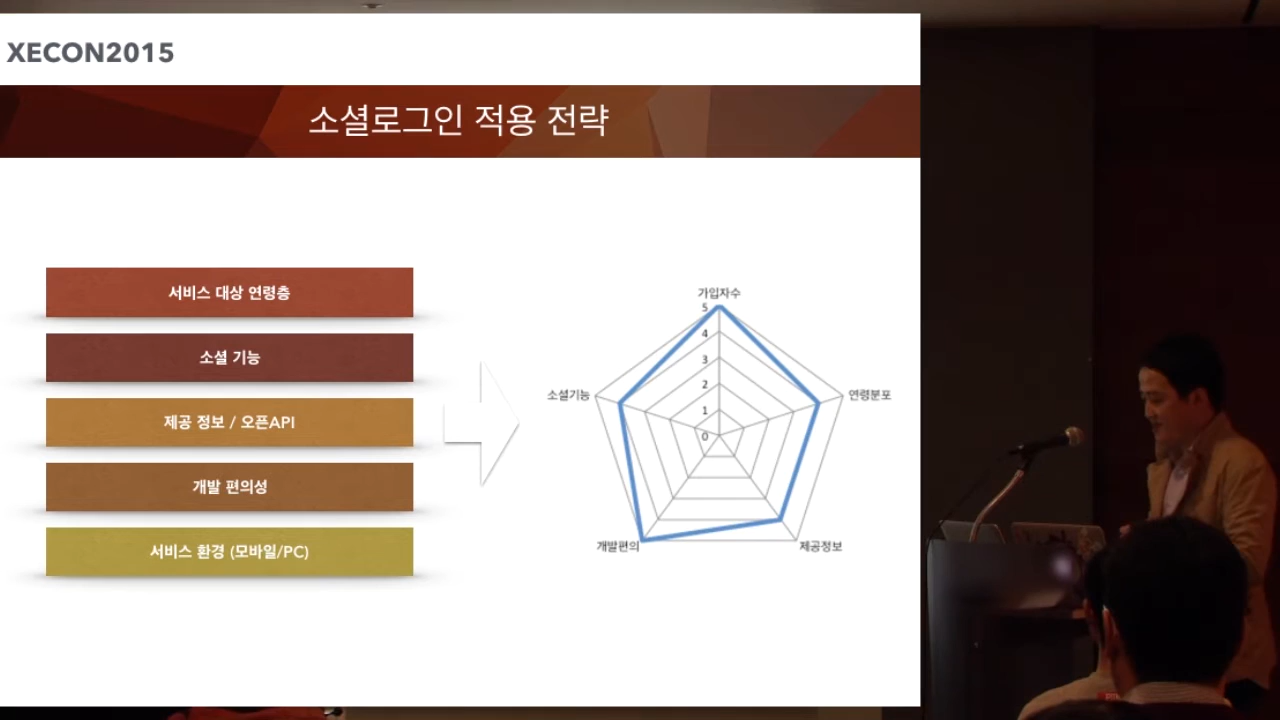 XECON2015
소셜로그인 적용 전략
서비스 대상 연령층
소셜 기능
제공 정보 / 오픈API
개발 편의성
서비스 환경 (모바일/PC)
가입자수
5
4
3
2
1
0
소셜기능
연령분포
개발편의
제공정보